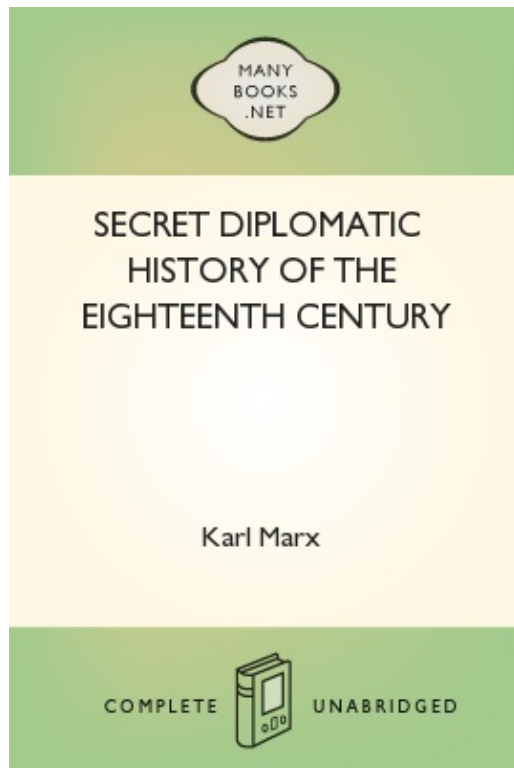 MANY
BOOKS
.NET
SECRET DIPLOMATIC
HISTORY OF THE
EIGHTEENTH CENTURY
Karl Marx
COMPLETE UNABRIDGED